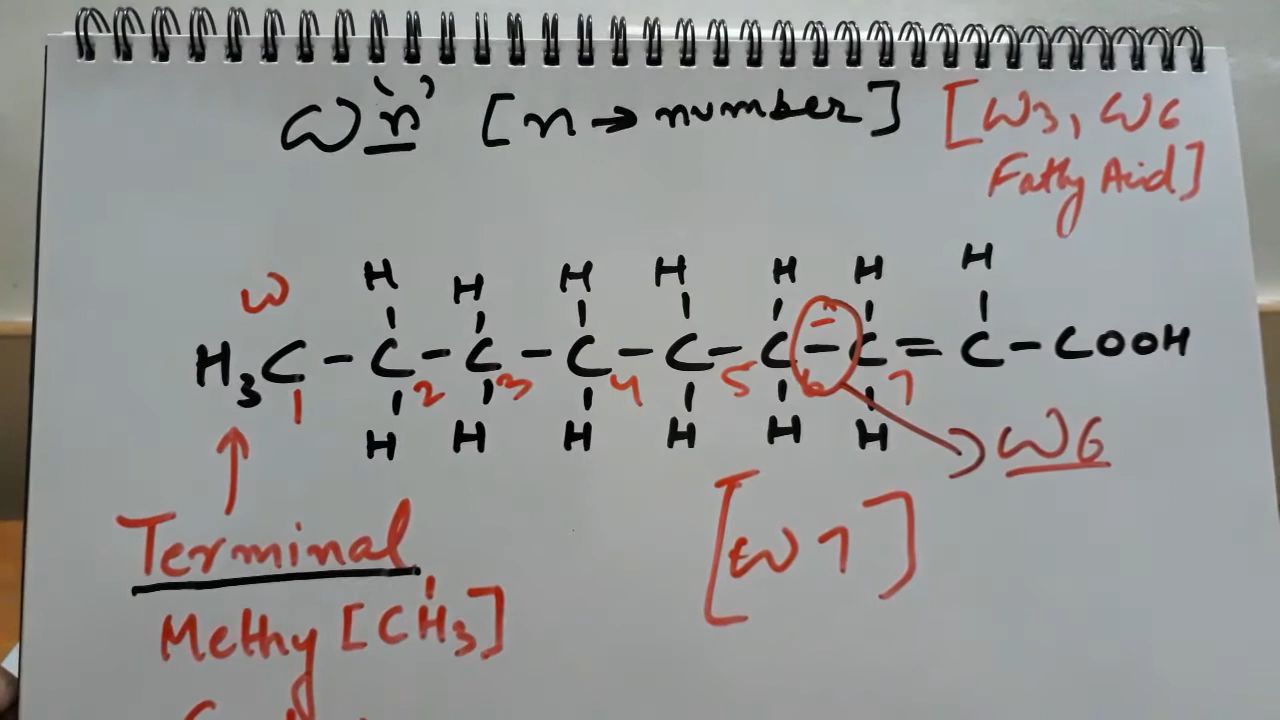 ω 'n' [n → number]
[ω3, ω6
Fatty Acid]
ω
H H H H H H H
H₃C - C - C - C - C - C - C = C - COOH
1 2 3 4 5 6 7
H H H H H H
ω6
Terminal
[ω7]
Methy [CH₃]